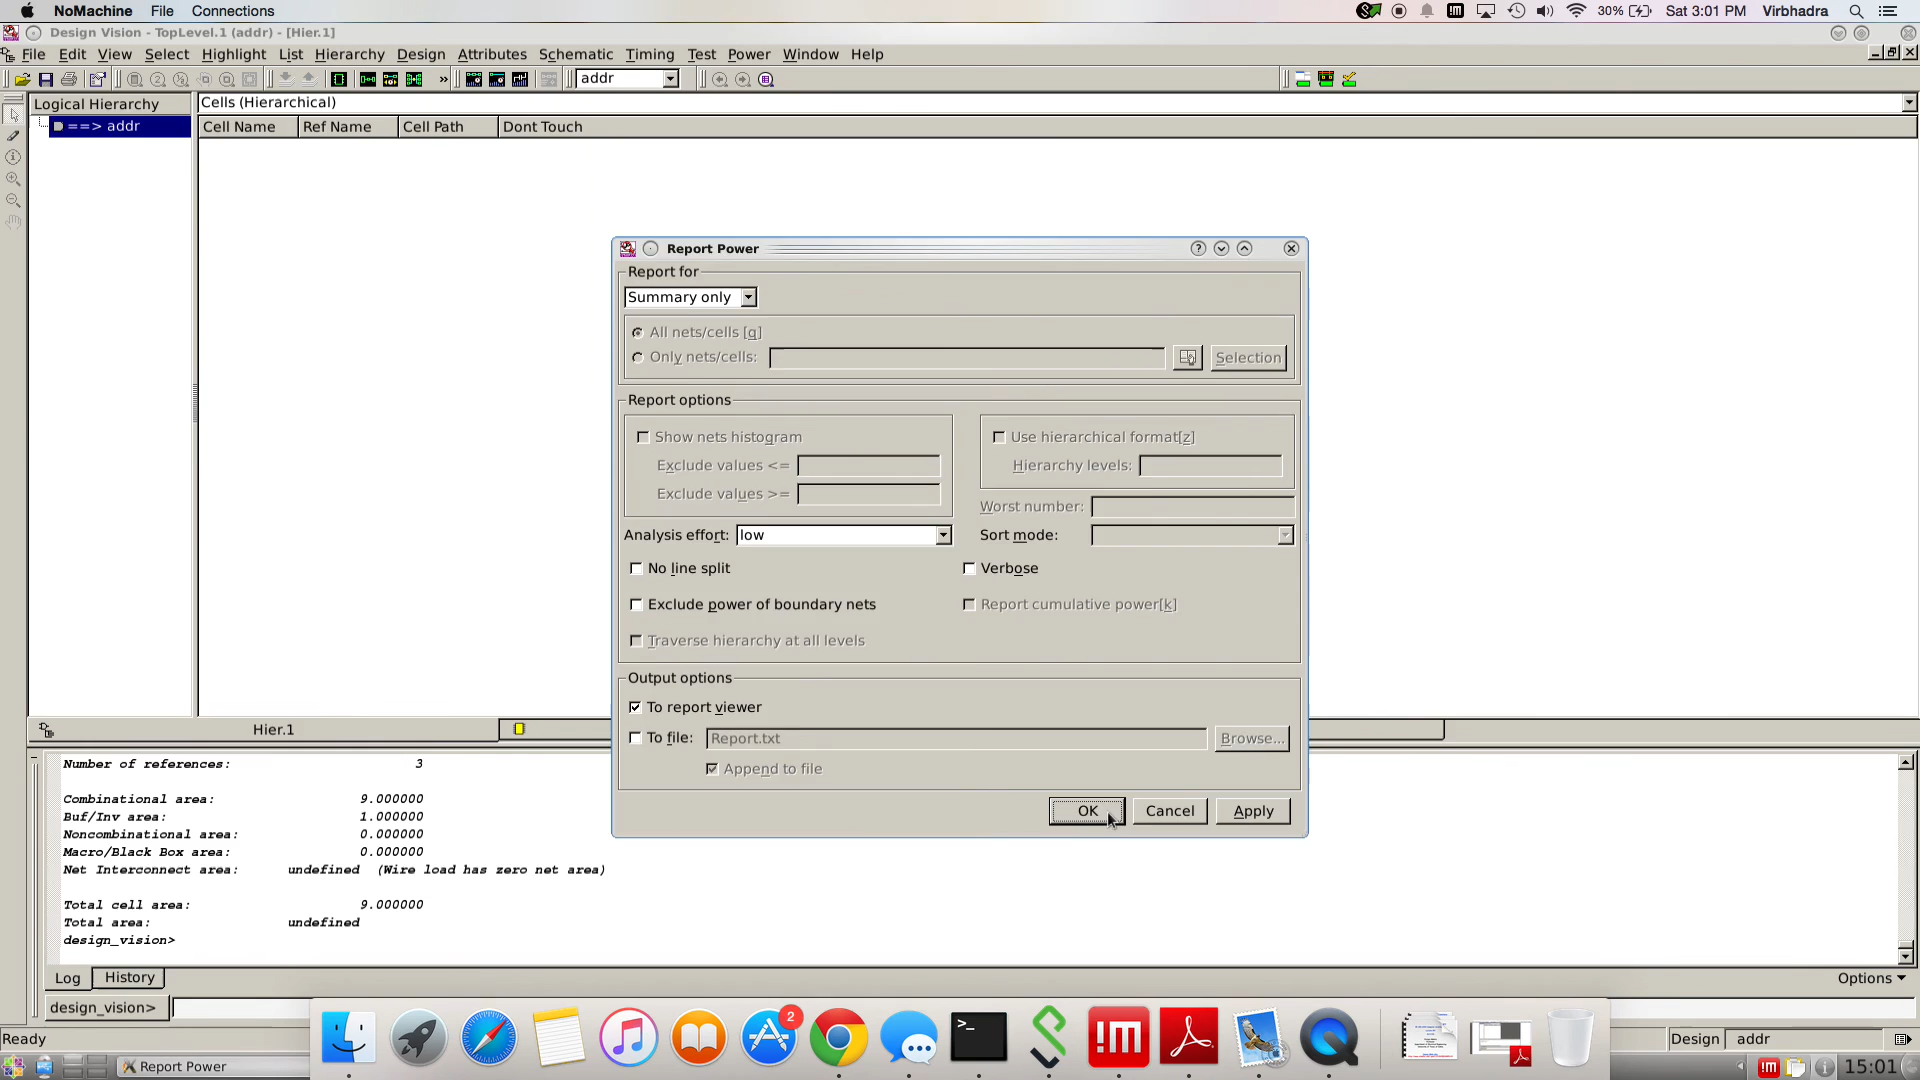 NoMachine File Connections 30% Sat 3:01 PM Virbhadra
Design Vision - TopLevel.1 (addr) - [Hier.1]
File Edit View Select Highlight List Hierarchy Design Attributes Schematic Timing Test Power Window Help
» addr
Logical Hierarchy
==> addr
Cells (Hierarchical)
Cell Name Ref Name Cell Path Dont Touch
Report Power
Report for
Summary only
All nets/cells [q]
Only nets/cells: Selection
Report options
Show nets histogram
Exclude values <=
Exclude values >=
Use hierarchical format[z]
Hierarchy levels:
Worst number:
Analysis effort: low
Sort mode:
No line split
Verbose
Exclude power of boundary nets
Report cumulative power[k]
Traverse hierarchy at all levels
Output options
To report viewer
To file: Report.txt Browse...
Append to file
OK Cancel Apply
Hier.1
Number of references: 3
Combinational area: 9.000000
Buf/Inv area: 1.000000
Noncombinational area: 0.000000
Macro/Black Box area: 0.000000
Net Interconnect area: undefined (Wire load has zero net area)
Total cell area: 9.000000
Total area: undefined
design_vision>
Log History Options
design_vision>
Ready
Design addr
2
>_
!M
Report Power
15:01